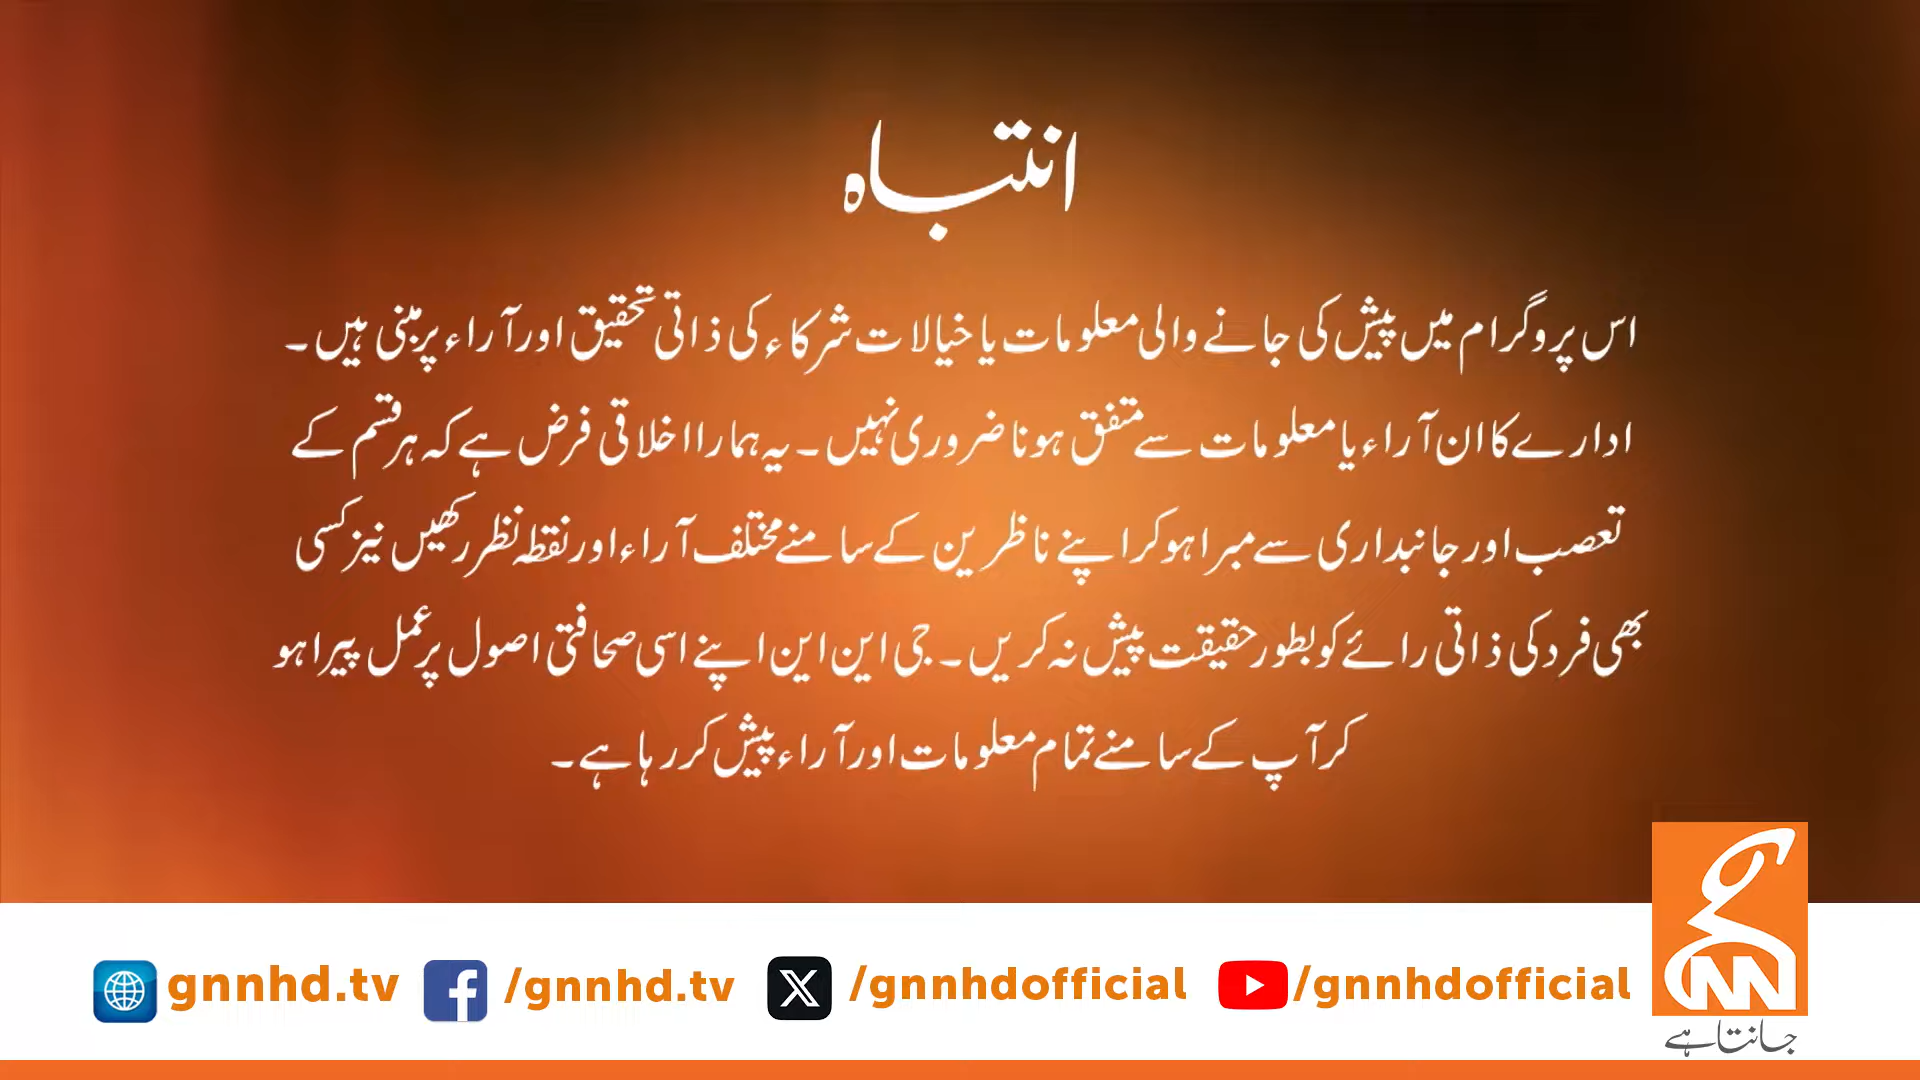 انتباہ
اس پروگرام میں پیش کی جانے والی معلومات یا خیالات شرکاء کی ذاتی تحقیق اور آراء پر مبنی ہیں۔
ادارے کا ان آراء یا معلومات سے متفق ہونا ضروری نہیں۔ یہ ہمارا اخلاقی فرض ہے کہ ہر قسم کے
تعصب اور جانبداری سے مبرا ہو کر اپنے ناظرین کے سامنے مختلف آراء اور نقطہ نظر رکھیں نیز کسی
بھی فرد کی ذاتی رائے کو بطور حقیقت پیش نہ کریں۔ جی این این اپنے اسی صحافتی اصول پر عمل پیرا ہو
کر آپ کے سامنے تمام معلومات اور آراء پیش کر رہا ہے۔
gnnhd.tv /gnnhd.tv /gnnhdofficial /gnnhdofficial
GNN
جانتا ہے